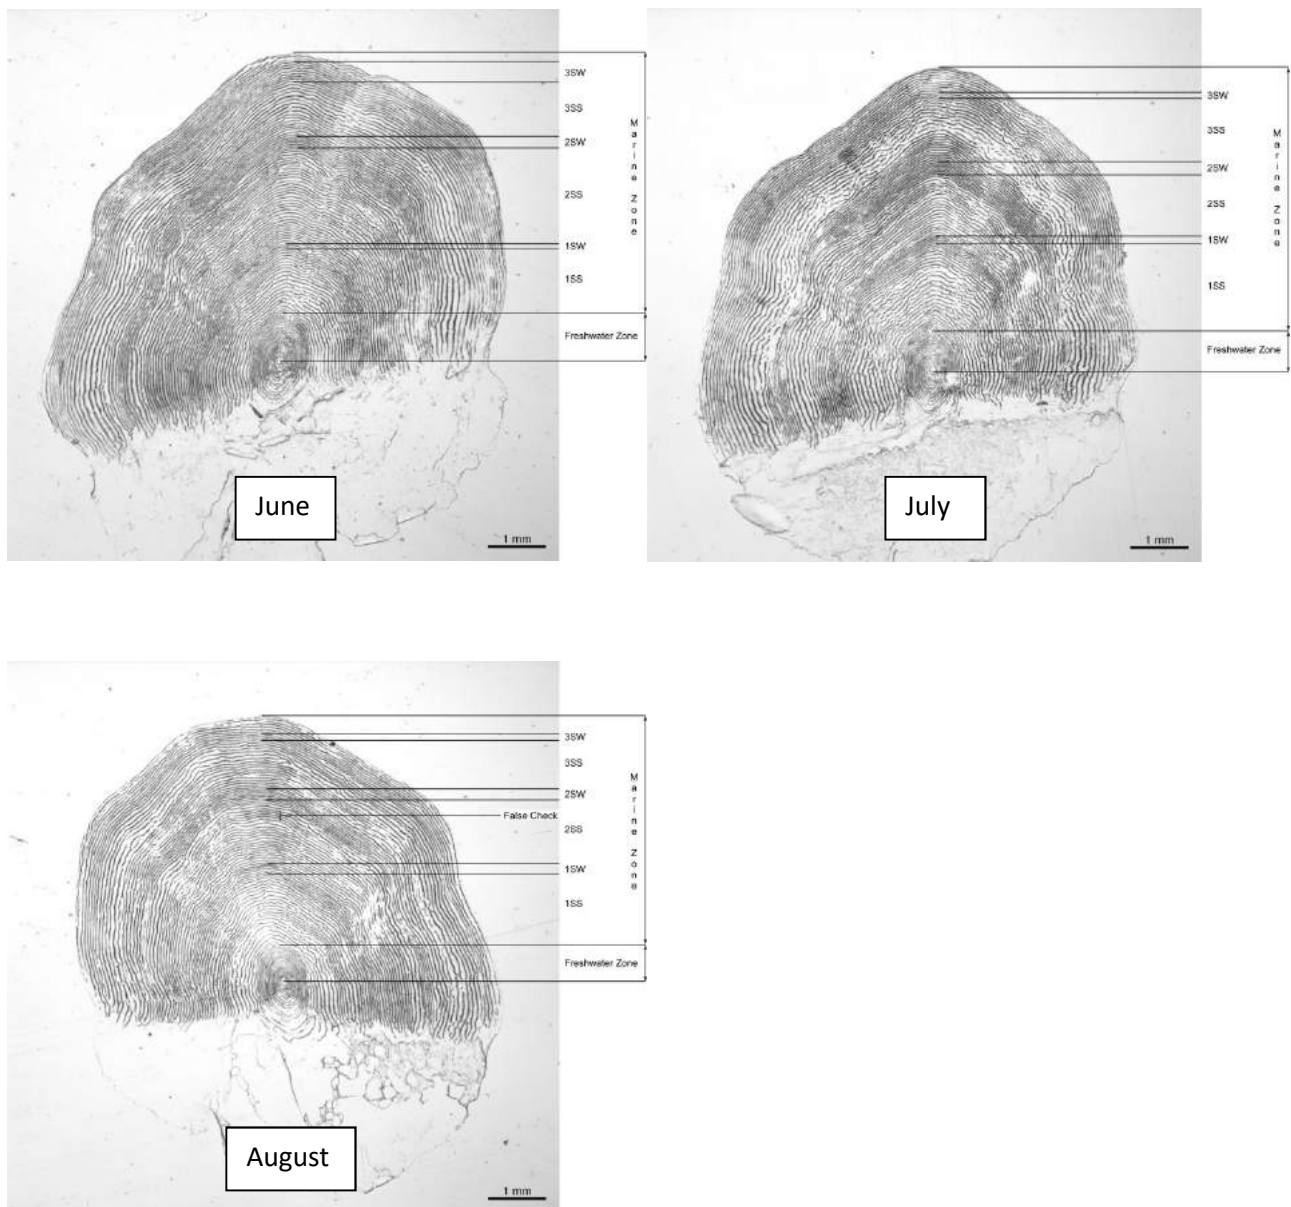 3SW
3SS
2SW
2SS
1SW
1SS
Freshwater Zone
Marine Zone
June
1 mm
3SW
3SS
2SW
2SS
1SW
1SS
Freshwater Zone
Marine Zone
July
1 mm
3SW
3SS
2SW
False Check
2SS
1SW
1SS
Freshwater Zone
Marine Zone
August
1 mm